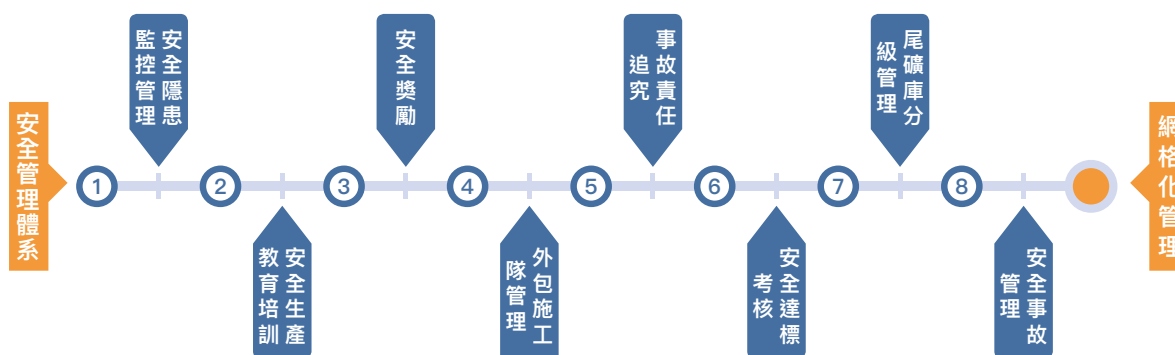 安全管理體系
1
安全隱患
監控管理
2
安全生產
教育培訓
3
安全獎勵
4
外包施工
隊管理
5
事故責任
追究
6
安全達標
考核
7
尾礦庫分
級管理
8
安全事故
管理
網格化管理